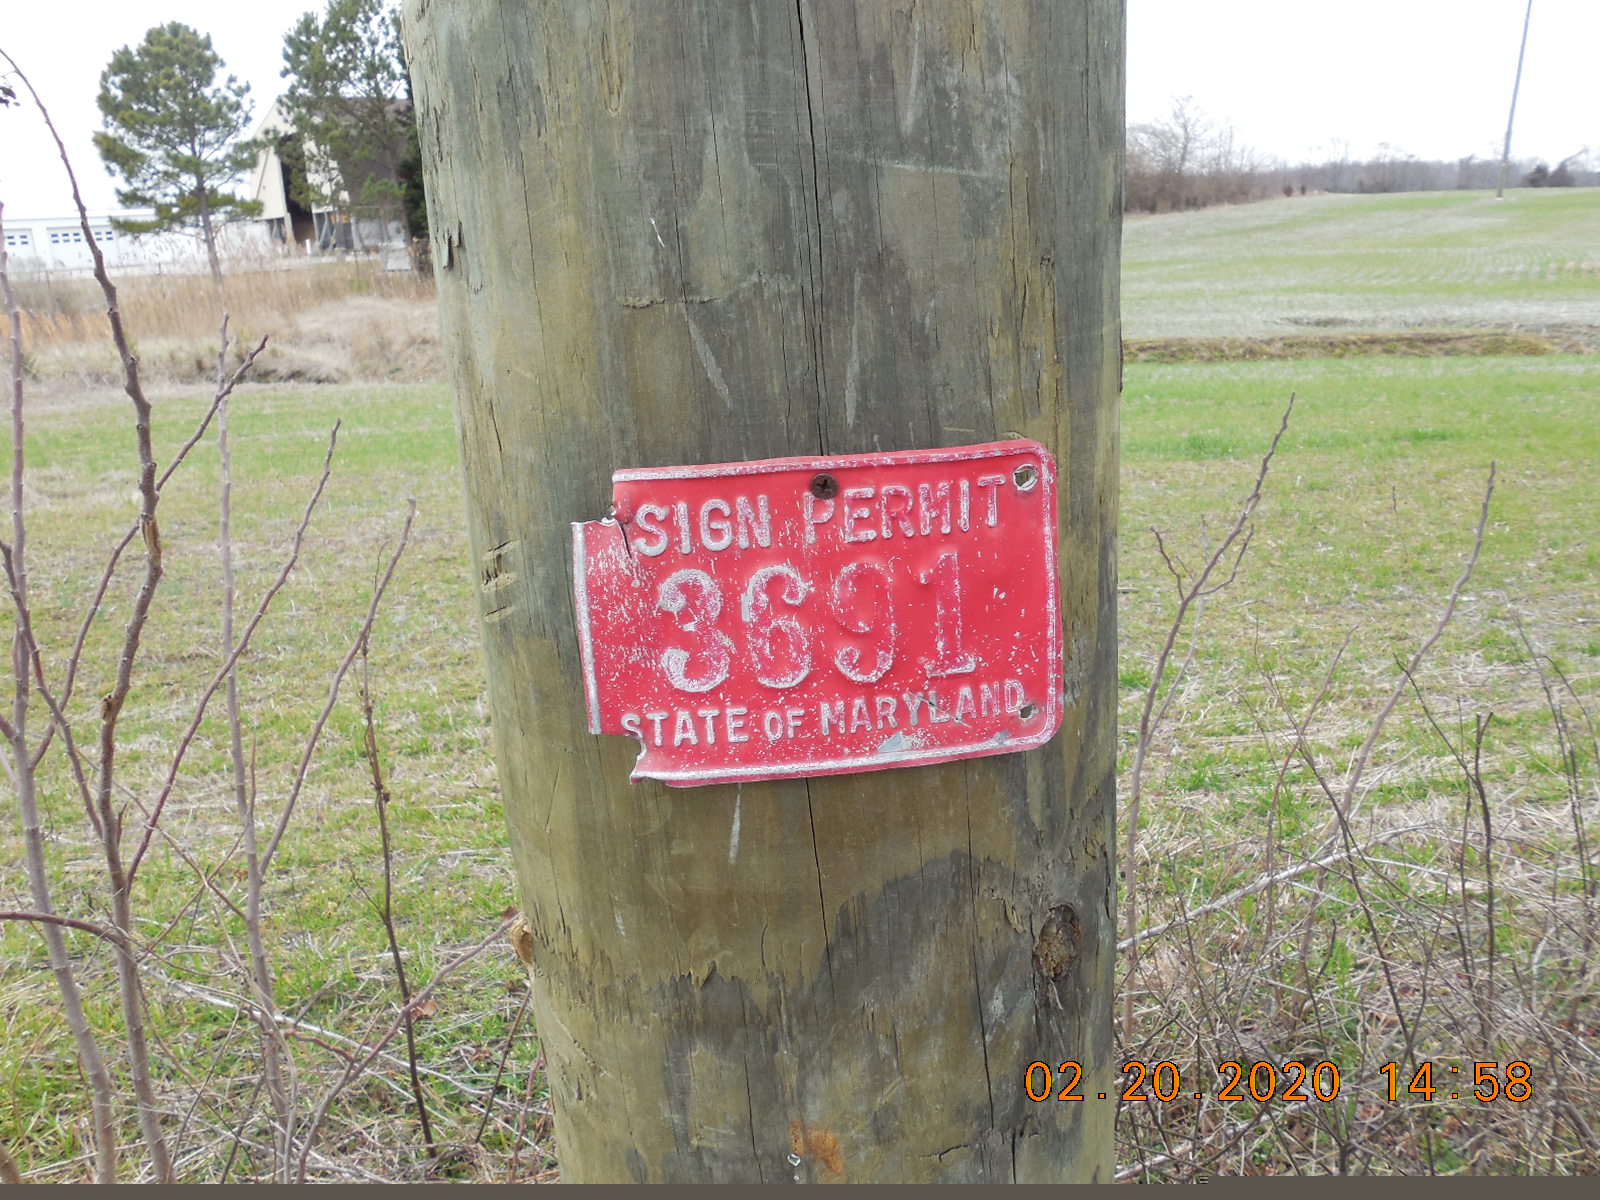 SIGN PERMIT
3691
STATE OF MARYLAND
02.20.2020 14:58